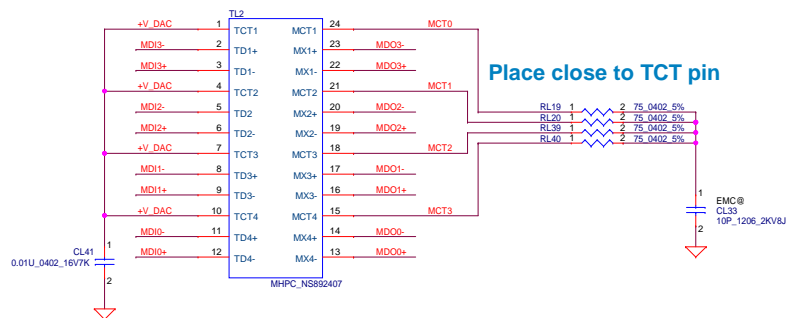 TL2
+V_DAC 1 TCT1 MCT1 24 MCT0
MDI3- 2 TD1+ MX1+ 23 MDO3-
MDI3+ 3 TD1- MX1- 22 MDO3+
+V_DAC 4 TCT2 MCT2 21 MCT1
MDI2- 5 TD2 MX2+ 20 MDO2-
MDI2+ 6 TD2- MX2- 19 MDO2+
+V_DAC 7 TCT3 MCT3 18 MCT2
MDI1- 8 TD3+ MX3+ 17 MDO1-
MDI1+ 9 TD3- MX3- 16 MDO1+
+V_DAC 10 TCT4 MCT4 15 MCT3
MDI0- 11 TD4+ MX4+ 14 MDO0-
MDI0+ 12 TD4- MX4- 13 MDO0+
MHPC_NS892407
CL41
0.01U_0402_16V7K
1
2
Place close to TCT pin
RL19 1 2 75_0402_5%
RL20 1 2 75_0402_5%
RL39 1 2 75_0402_5%
RL40 1 2 75_0402_5%
1
EMC@
CL33
10P_1206_2KV8J
2